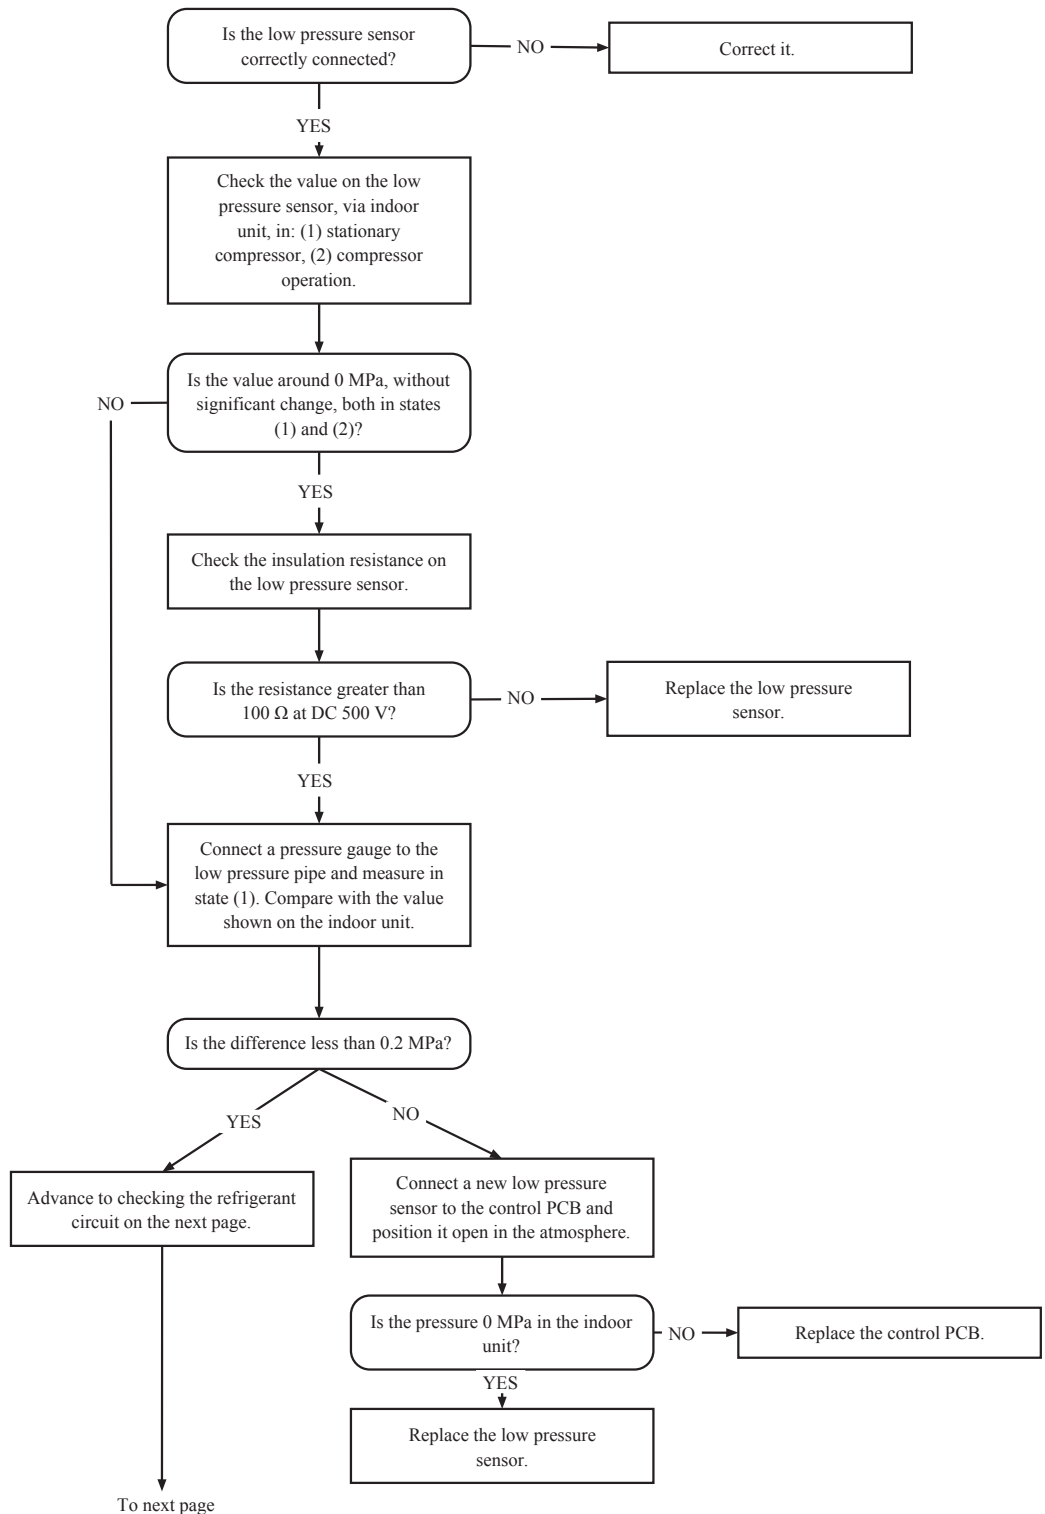 Is the low pressure sensor
correctly connected?
NO
Correct it.
YES
Check the value on the low
pressure sensor, via indoor
unit, in: (1) stationary
compressor, (2) compressor
operation.
Is the value around 0 MPa, without
significant change, both in states
(1) and (2)?
NO
YES
Check the insulation resistance on
the low pressure sensor.
Is the resistance greater than
100 Ω at DC 500 V?
NO
Replace the low pressure
sensor.
YES
Connect a pressure gauge to the
low pressure pipe and measure in
state (1). Compare with the value
shown on the indoor unit.
Is the difference less than 0.2 MPa?
YES
NO
Advance to checking the refrigerant
circuit on the next page.
Connect a new low pressure
sensor to the control PCB and
position it open in the atmosphere.
Is the pressure 0 MPa in the indoor
unit?
NO
Replace the control PCB.
YES
Replace the low pressure
sensor.
To next page